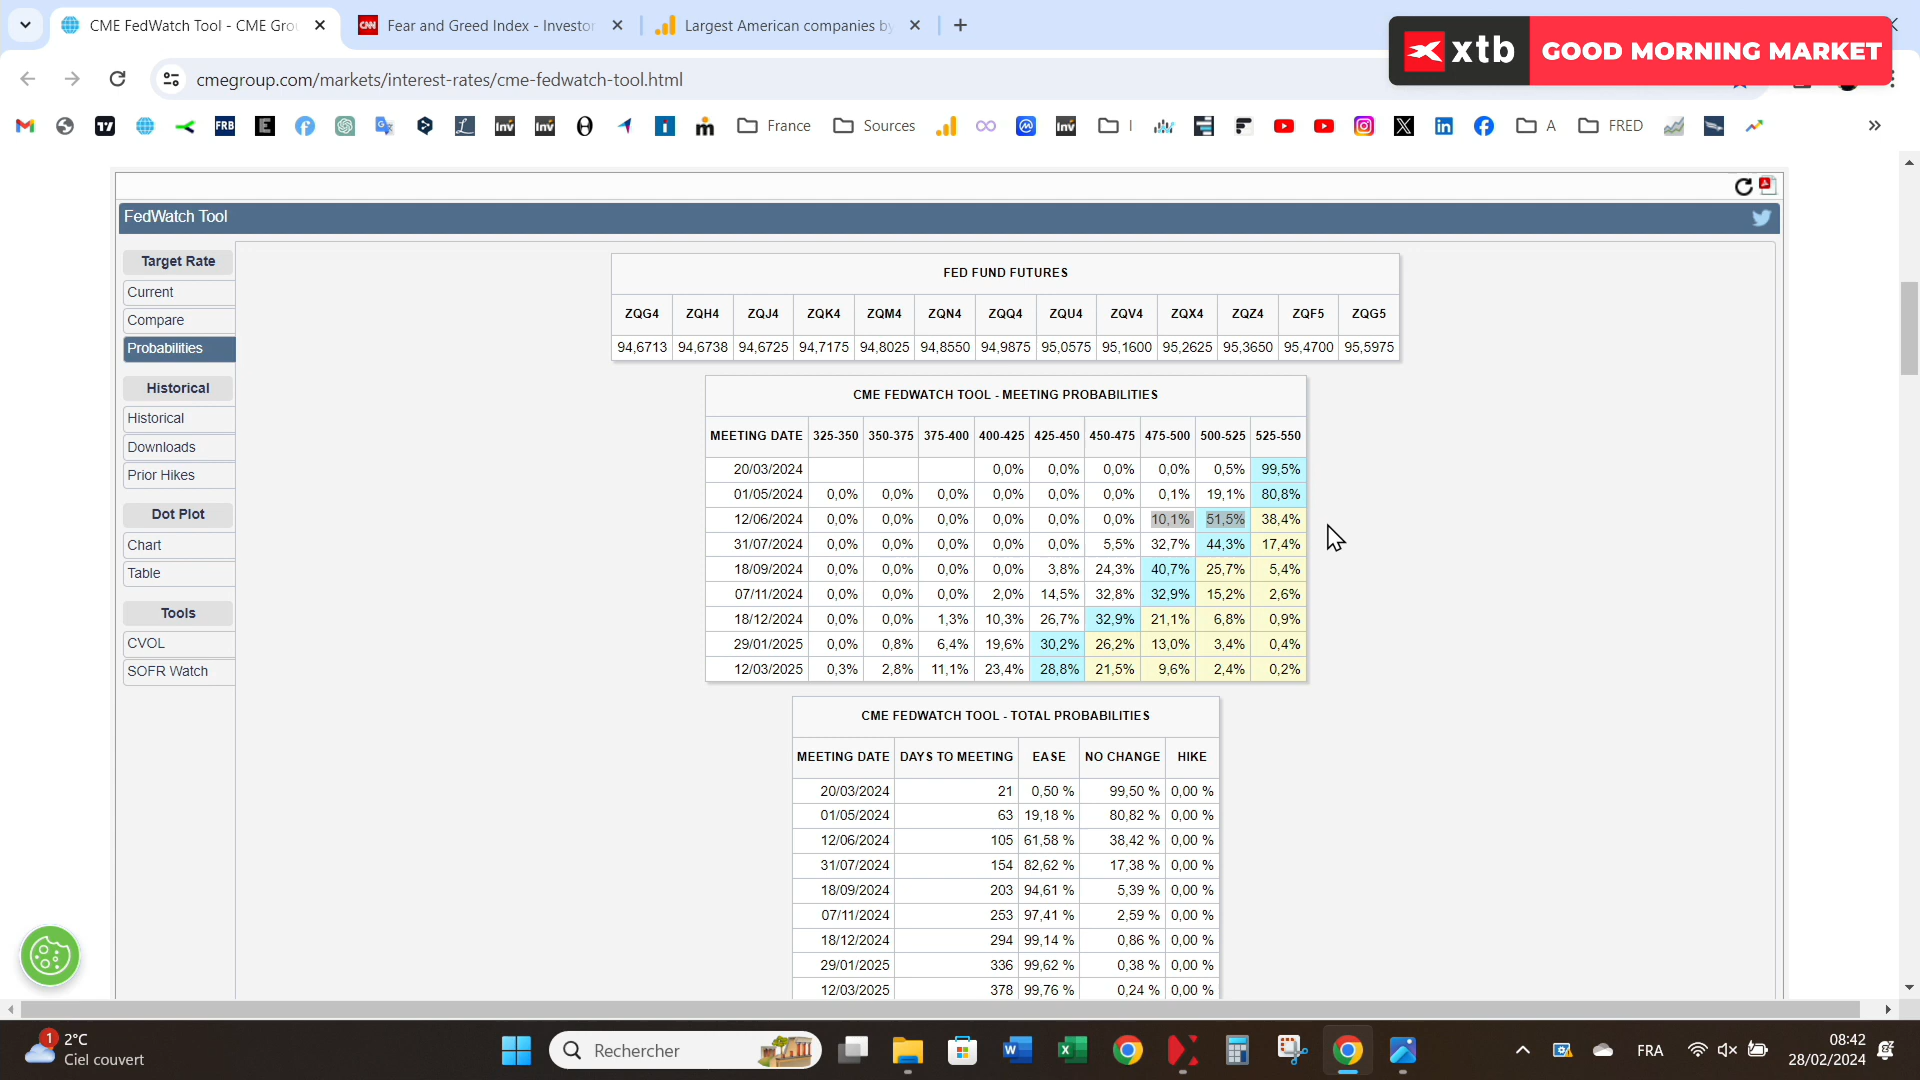 CME FedWatch Tool - CME Gro
Fear and Greed Index - Investor
Largest American companies by
xtb GOOD MORNING MARKET
cmegroup.com/markets/interest-rates/cme-fedwatch-tool.html
France
Sources
I
A
FRED
FedWatch Tool
Target Rate
Current
Compare
Probabilities
Historical
Historical
Downloads
Prior Hikes
Dot Plot
Chart
Table
Tools
CVOL
SOFR Watch
FED FUND FUTURES
ZQG4 ZQH4 ZQJ4 ZQK4 ZQM4 ZQN4 ZQQ4 ZQU4 ZQV4 ZQX4 ZQZ4 ZQF5 ZQG5
94,6713 94,6738 94,6725 94,7175 94,8025 94,8550 94,9875 95,0575 95,1600 95,2625 95,3650 95,4700 95,5975
CME FEDWATCH TOOL - MEETING PROBABILITIES
MEETING DATE 325-350 350-375 375-400 400-425 425-450 450-475 475-500 500-525 525-550
20/03/2024 0,0% 0,0% 0,0% 0,0% 0,5% 99,5%
01/05/2024 0,0% 0,0% 0,0% 0,0% 0,0% 0,0% 0,1% 19,1% 80,8%
12/06/2024 0,0% 0,0% 0,0% 0,0% 0,0% 0,0% 10,1% 51,5% 38,4%
31/07/2024 0,0% 0,0% 0,0% 0,0% 0,0% 5,5% 32,7% 44,3% 17,4%
18/09/2024 0,0% 0,0% 0,0% 0,0% 3,8% 24,3% 40,7% 25,7% 5,4%
07/11/2024 0,0% 0,0% 0,0% 2,0% 14,5% 32,8% 32,9% 15,2% 2,6%
18/12/2024 0,0% 0,0% 1,3% 10,3% 26,7% 32,9% 21,1% 6,8% 0,9%
29/01/2025 0,0% 0,8% 6,4% 19,6% 30,2% 26,2% 13,0% 3,4% 0,4%
12/03/2025 0,3% 2,8% 11,1% 23,4% 28,8% 21,5% 9,6% 2,4% 0,2%
CME FEDWATCH TOOL - TOTAL PROBABILITIES
MEETING DATE DAYS TO MEETING EASE NO CHANGE HIKE
20/03/2024 21 0,50 % 99,50 % 0,00 %
01/05/2024 63 19,18 % 80,82 % 0,00 %
12/06/2024 105 61,58 % 38,42 % 0,00 %
31/07/2024 154 82,62 % 17,38 % 0,00 %
18/09/2024 203 94,61 % 5,39 % 0,00 %
07/11/2024 253 97,41 % 2,59 % 0,00 %
18/12/2024 294 99,14 % 0,86 % 0,00 %
29/01/2025 336 99,62 % 0,38 % 0,00 %
12/03/2025 378 99,76 % 0,24 % 0,00 %
1
2°C
Ciel couvert
Rechercher
FRA
08:42
28/02/2024